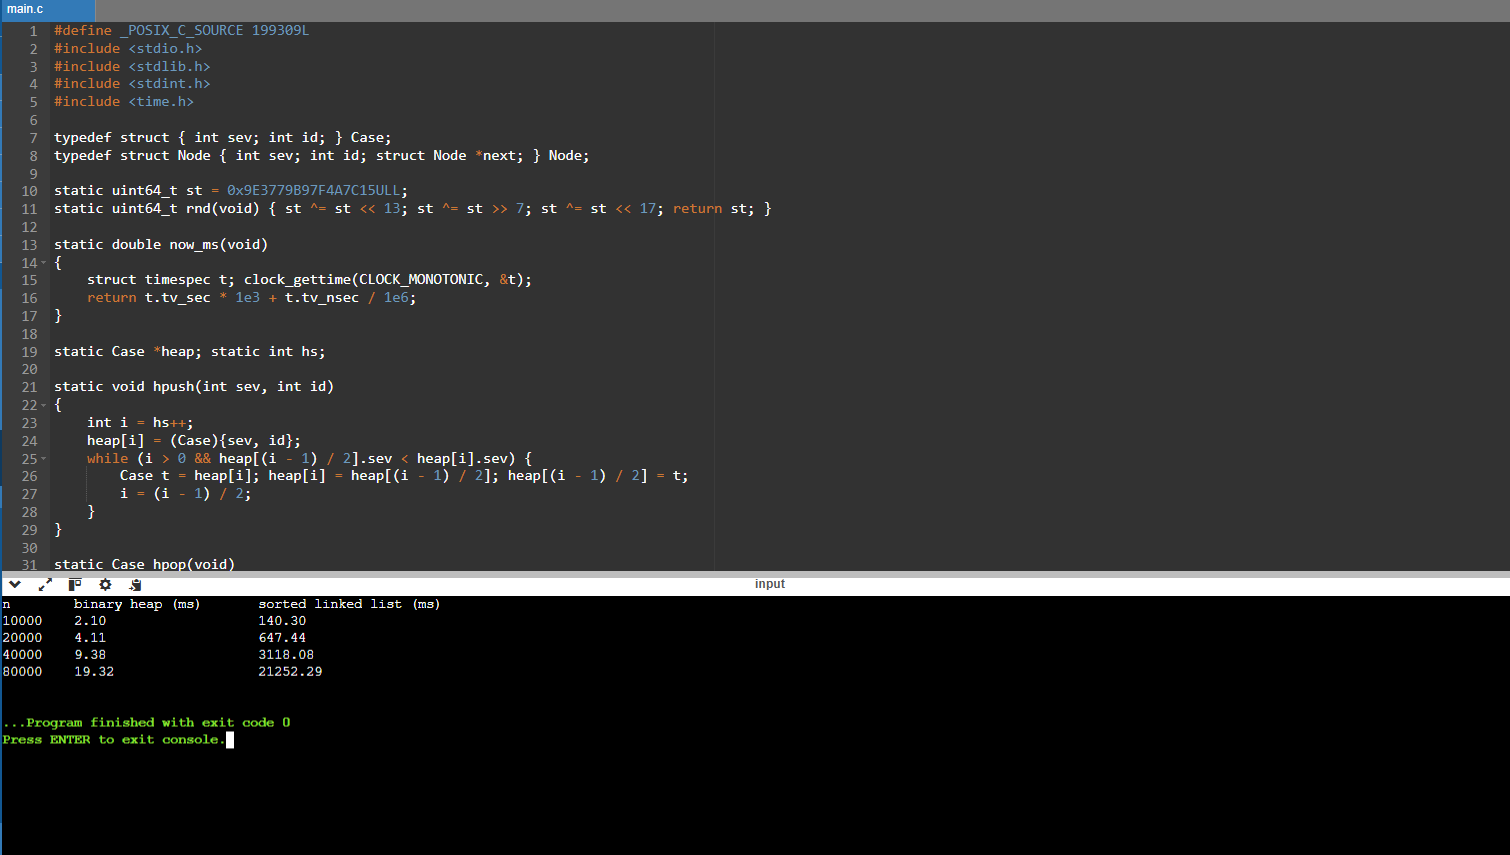 main.c
1 #define _POSIX_C_SOURCE 199309L
2 #include <stdio.h>
3 #include <stdlib.h>
4 #include <stdint.h>
5 #include <time.h>
6
7 typedef struct { int sev; int id; } Case;
8 typedef struct Node { int sev; int id; struct Node *next; } Node;
9
10 static uint64_t st = 0x9E3779B97F4A7C15ULL;
11 static uint64_t rnd(void) { st ^= st << 13; st ^= st >> 7; st ^= st << 17; return st; }
12
13 static double now_ms(void)
14 {
15     struct timespec t; clock_gettime(CLOCK_MONOTONIC, &t);
16     return t.tv_sec * 1e3 + t.tv_nsec / 1e6;
17 }
18
19 static Case *heap; static int hs;
20
21 static void hpush(int sev, int id)
22 {
23     int i = hs++;
24     heap[i] = (Case){sev, id};
25     while (i > 0 && heap[(i - 1) / 2].sev < heap[i].sev) {
26         Case t = heap[i]; heap[i] = heap[(i - 1) / 2]; heap[(i - 1) / 2] = t;
27         i = (i - 1) / 2;
28     }
29 }
30
31 static Case hpop(void)
input
n binary heap (ms) sorted linked list (ms)
10000 2.10 140.30
20000 4.11 647.44
40000 9.38 3118.08
80000 19.32 21252.29
...Program finished with exit code 0
Press ENTER to exit console.